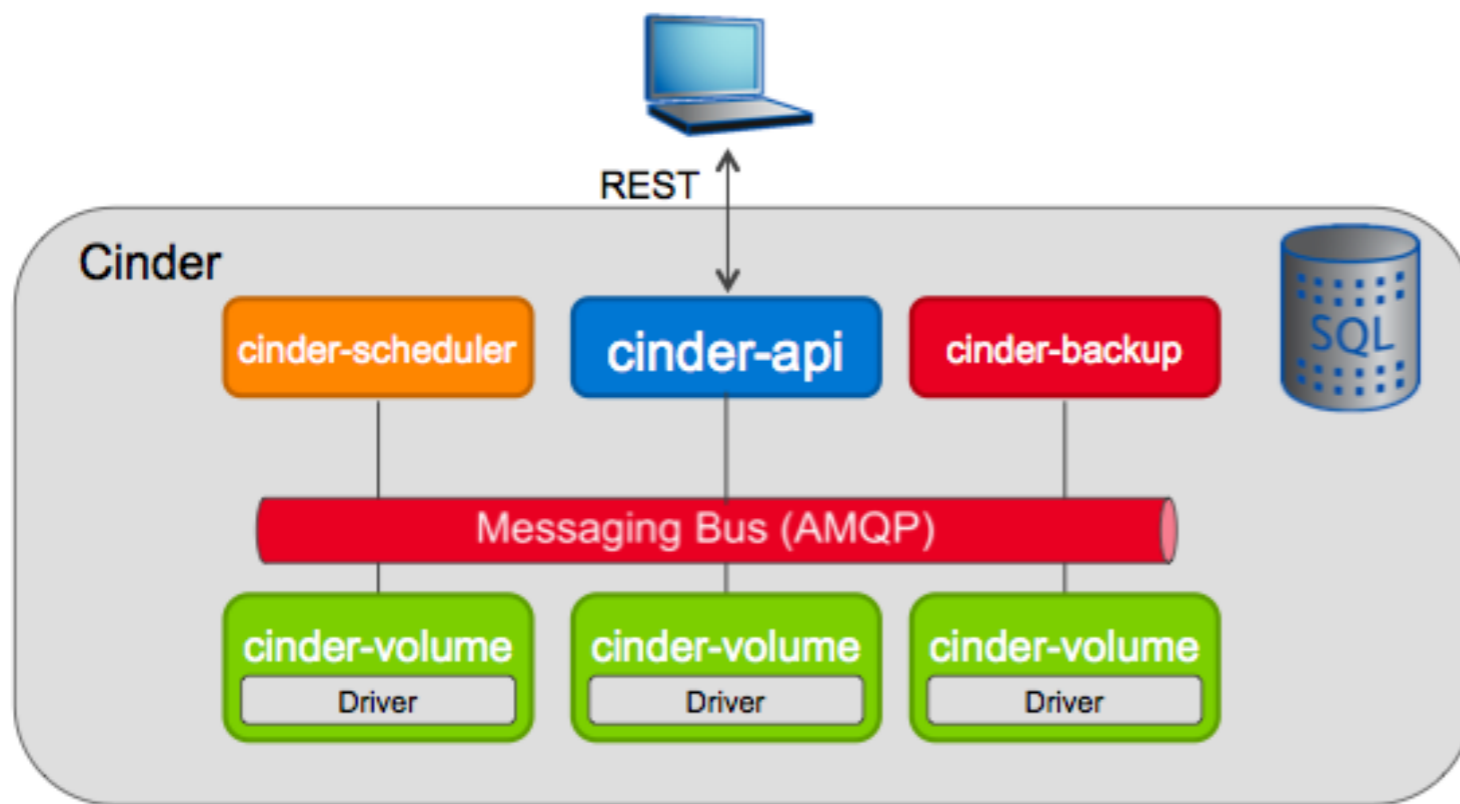 REST
Cinder
cinder-scheduler
cinder-api
cinder-backup
SQL
Messaging Bus (AMQP)
cinder-volume
cinder-volume
cinder-volume
Driver
Driver
Driver